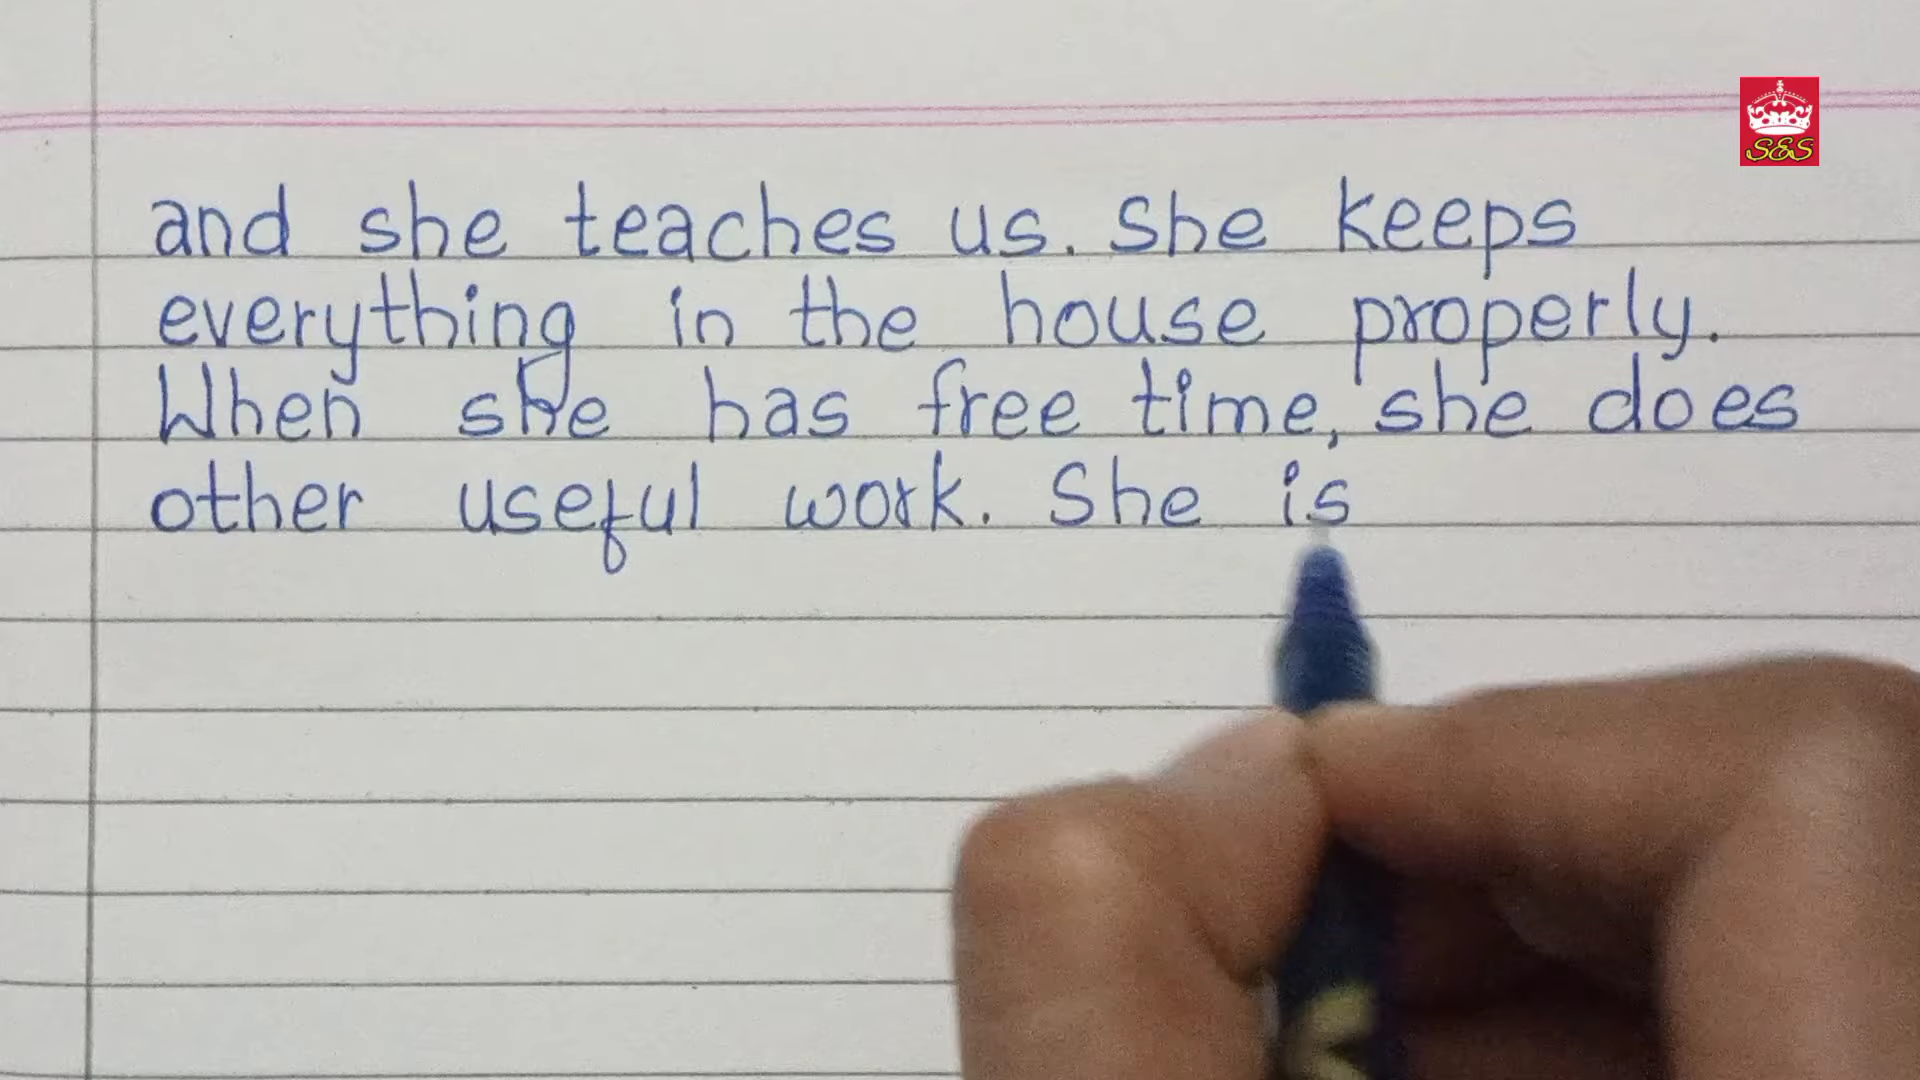 S&S
and she teaches us. She keeps
everything in the house properly.
When she has free time, she does
other useful work. She is